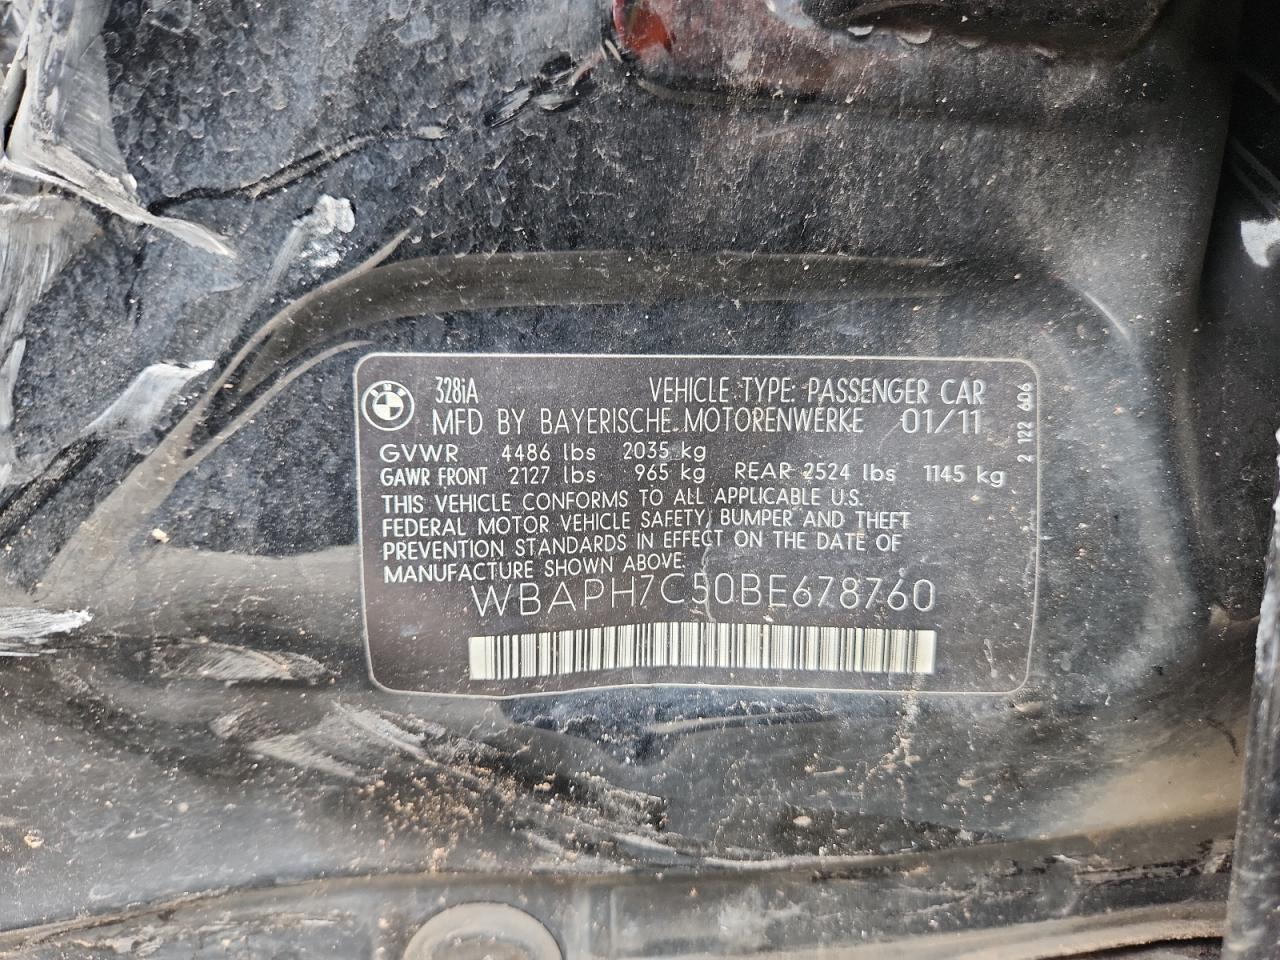 328iA VEHICLE TYPE: PASSENGER CAR
MFD BY BAYERISCHE MOTORENWERKE 01/11
GVWR 4486 lbs 2035 kg
GAWR FRONT 2127 lbs 965 kg REAR 2524 lbs 1145 kg
THIS VEHICLE CONFORMS TO ALL APPLICABLE U.S.
FEDERAL MOTOR VEHICLE SAFETY, BUMPER AND THEFT
PREVENTION STANDARDS IN EFFECT ON THE DATE OF
MANUFACTURE SHOWN ABOVE.
WBAPH7C50BE678760
2 122 606